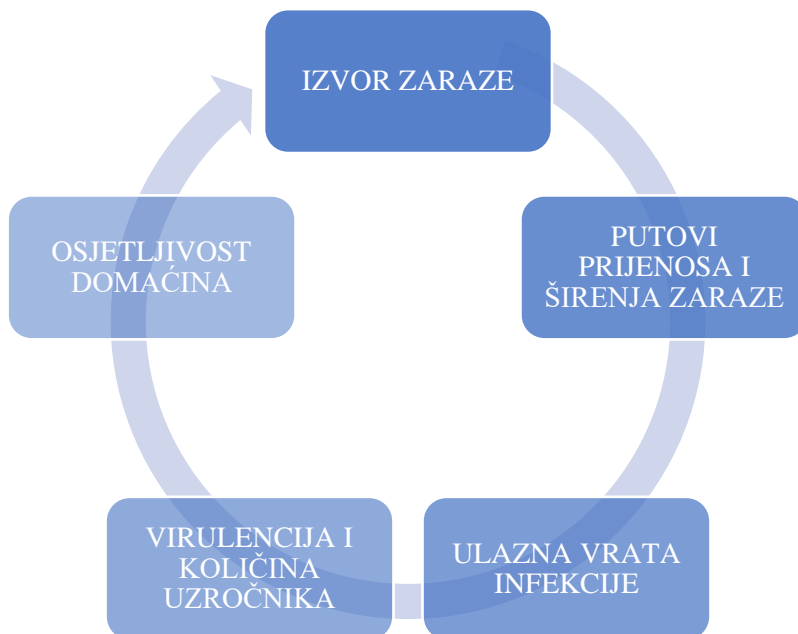 IZVOR ZARAZE
PUTOVI
PRIJENOSA I
ŠIRENJA ZARAZE
ULAZNA VRATA
INFEKCIJE
VIRULENCIJA I
KOLIČINA
UZROČNIKA
OSJETLJIVOST
DOMAĆINA